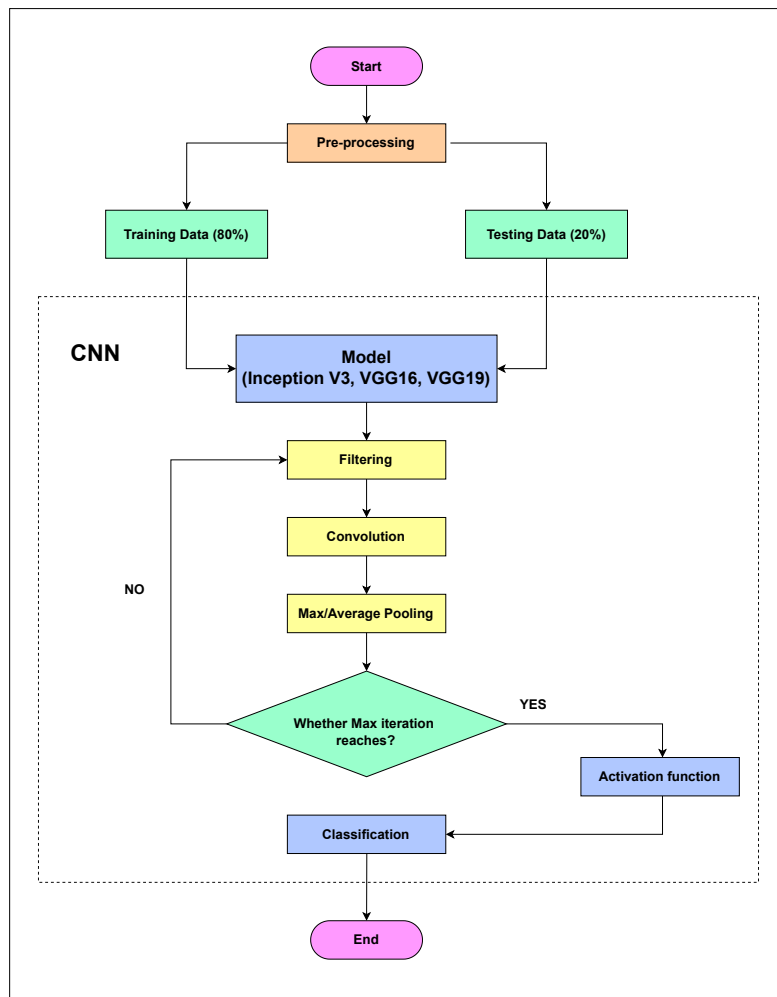 Start
Pre-processing
Training Data (80%)
Testing Data (20%)
CNN
Model
(Inception V3, VGG16, VGG19)
Filtering
Convolution
NO
Max/Average Pooling
YES
Whether Max iteration
reaches?
Activation function
Classification
End